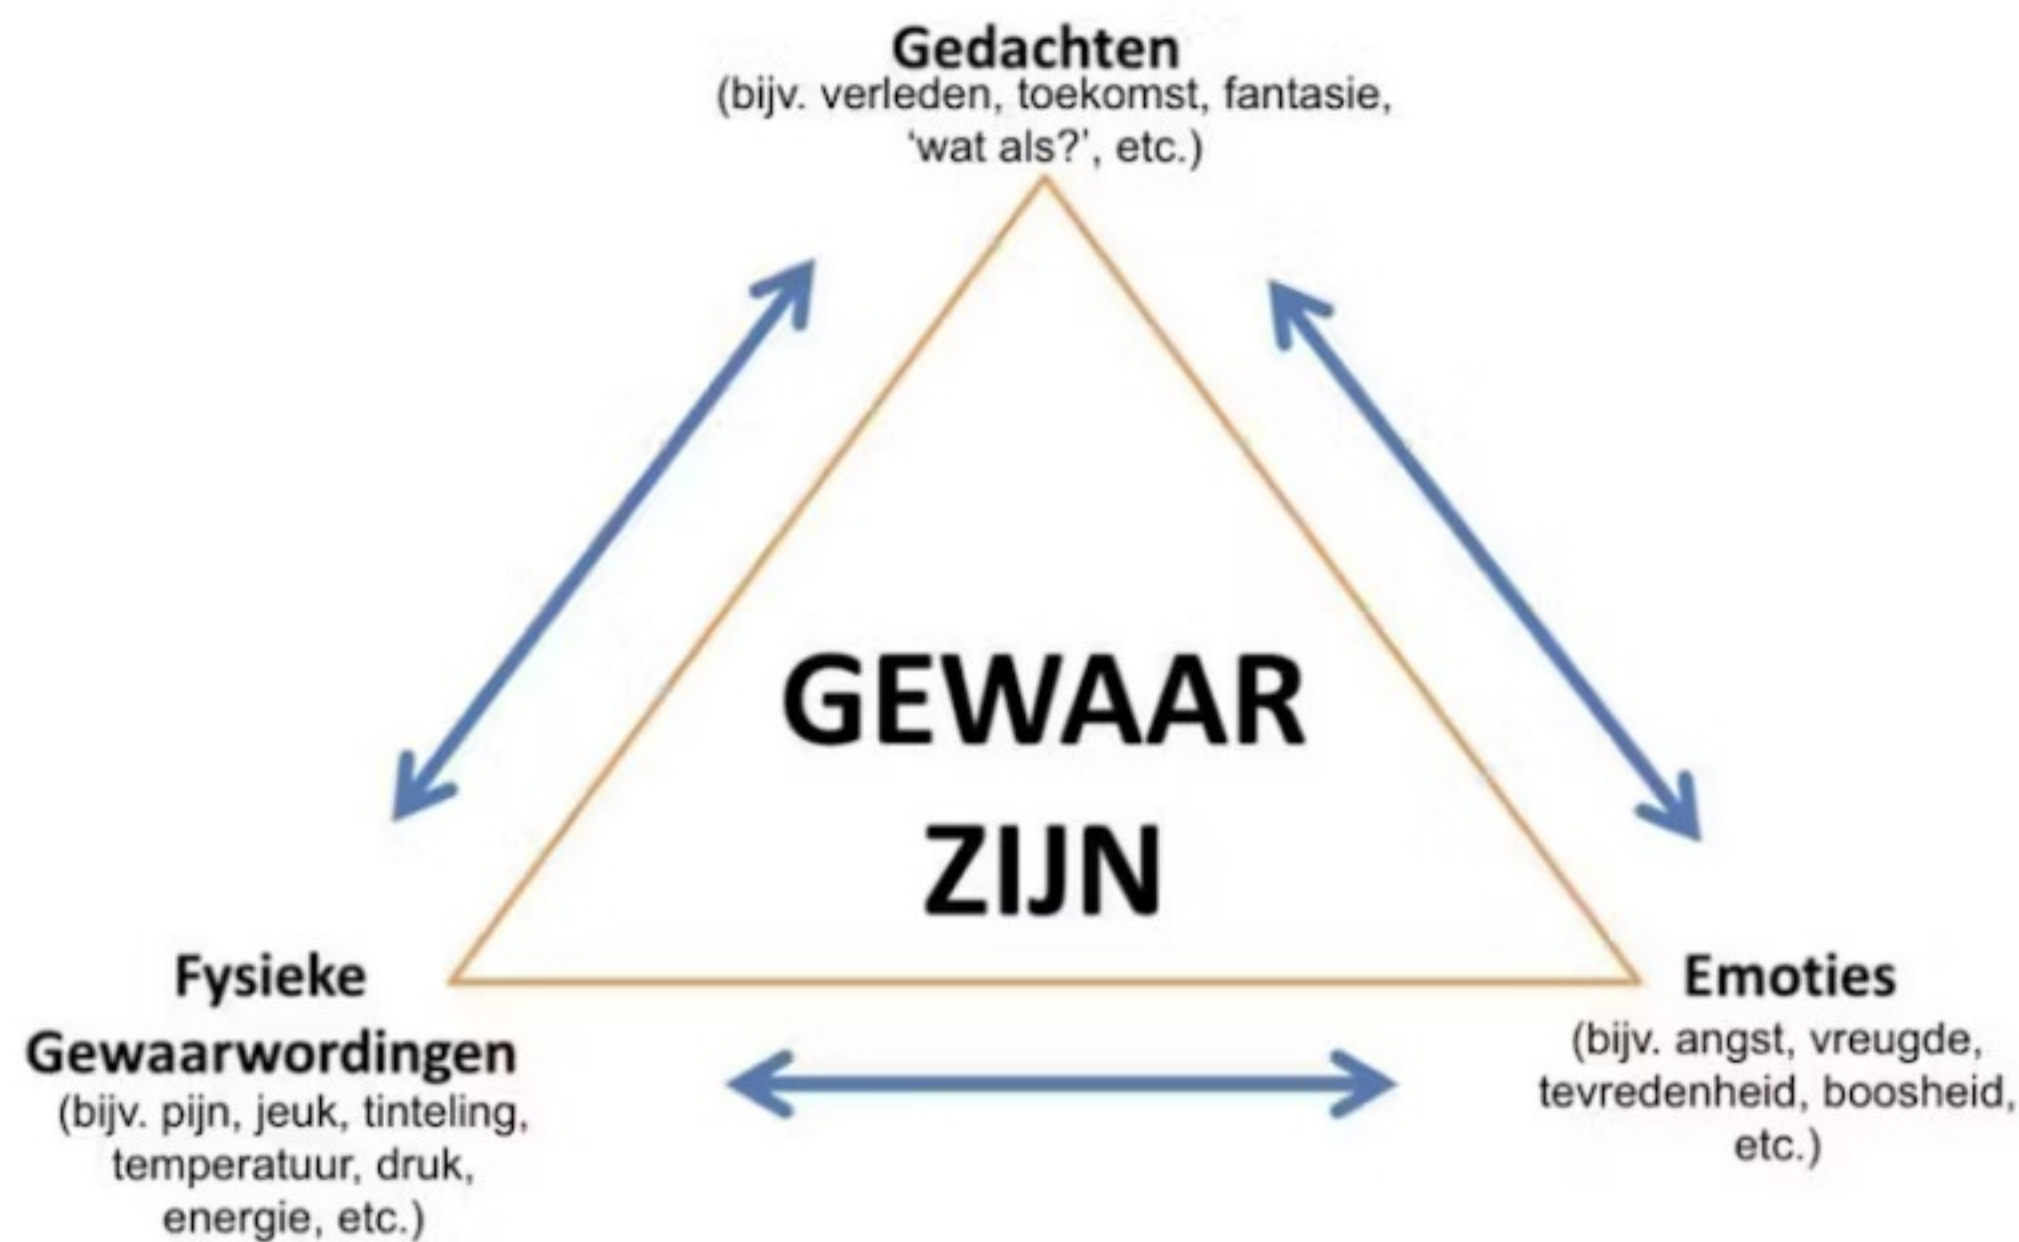 Gedachten
(bijv. verleden, toekomst, fantasie,
‘wat als?’, etc.)
GEWAAR
ZIJN
Fysieke
Gewaarwordingen
(bijv. pijn, jeuk, tinteling,
temperatuur, druk,
energie, etc.)
Emoties
(bijv. angst, vreugde,
tevredenheid, boosheid,
etc.)